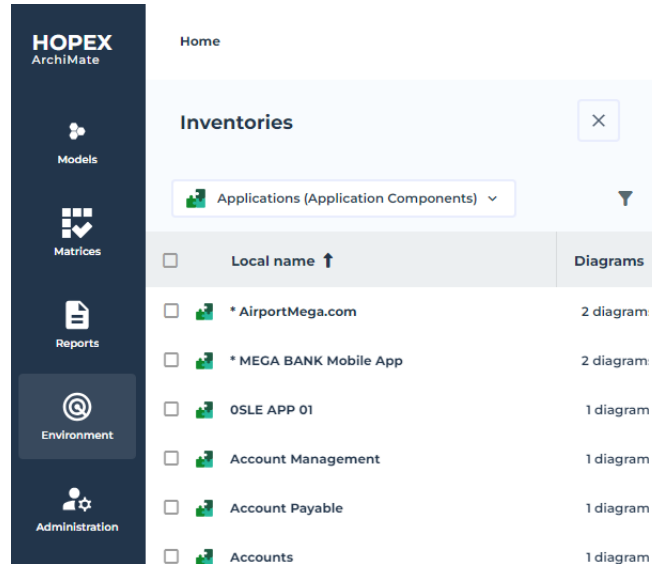 HOPEX
ArchiMate
Home
Models
Matrices
Reports
Environment
Administration
Inventories
Applications (Application Components)
Local name Diagrams
* AirportMega.com 2 diagram
* MEGA BANK Mobile App 2 diagram
0SLE APP 01 1 diagram
Account Management 1 diagram
Account Payable 1 diagram
Accounts 1 diagram